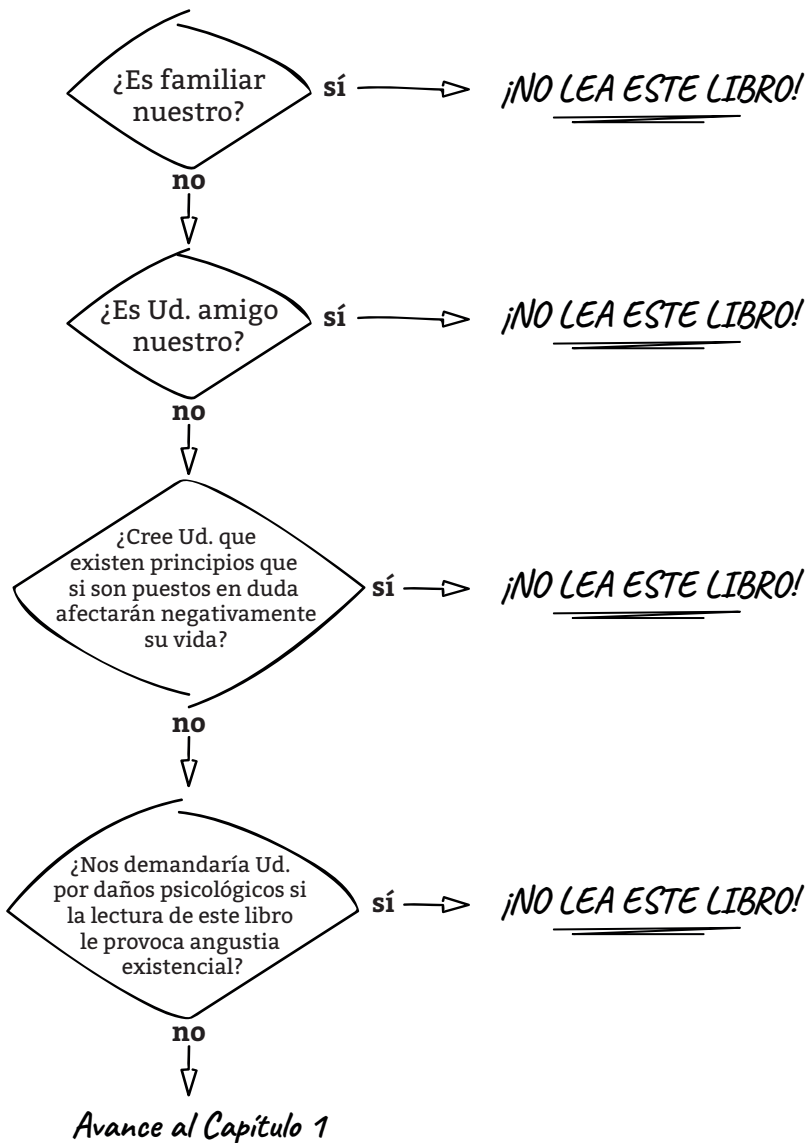 ¿Es familiar
nuestro?
sí
¡NO LEA ESTE LIBRO!
no
¿Es Ud. amigo
nuestro?
sí
¡NO LEA ESTE LIBRO!
no
¿Cree Ud. que
existen principios que
si son puestos en duda
afectarán negativamente
su vida?
sí
¡NO LEA ESTE LIBRO!
no
¿Nos demandaría Ud.
por daños psicológicos si
la lectura de este libro
le provoca angustia
existencial?
sí
¡NO LEA ESTE LIBRO!
no
Avance al Capítulo 1